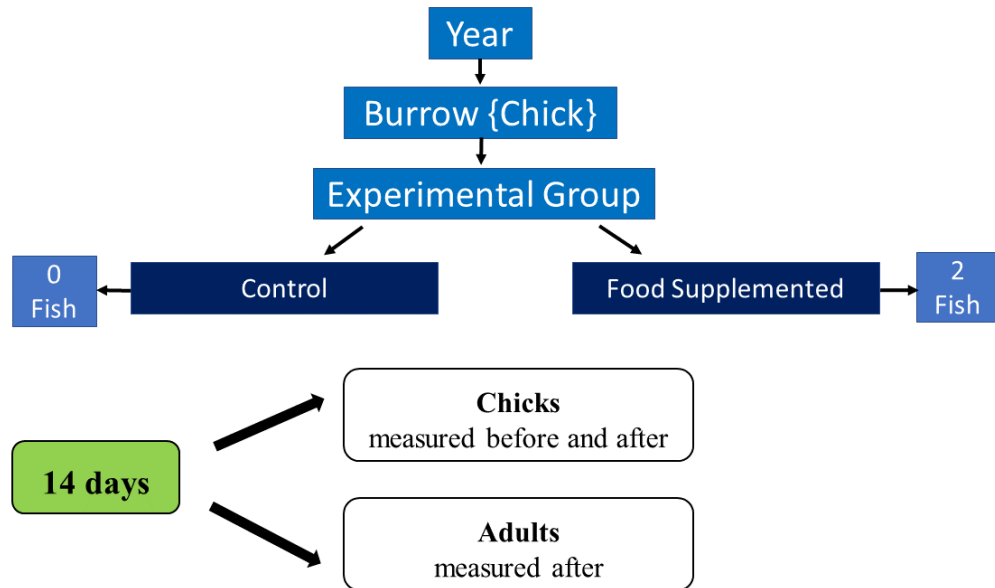 Year
Burrow {Chick}
Experimental Group
0
Fish
Control
Food Supplemented
2
Fish
Chicks
measured before and after
14 days
Adults
measured after